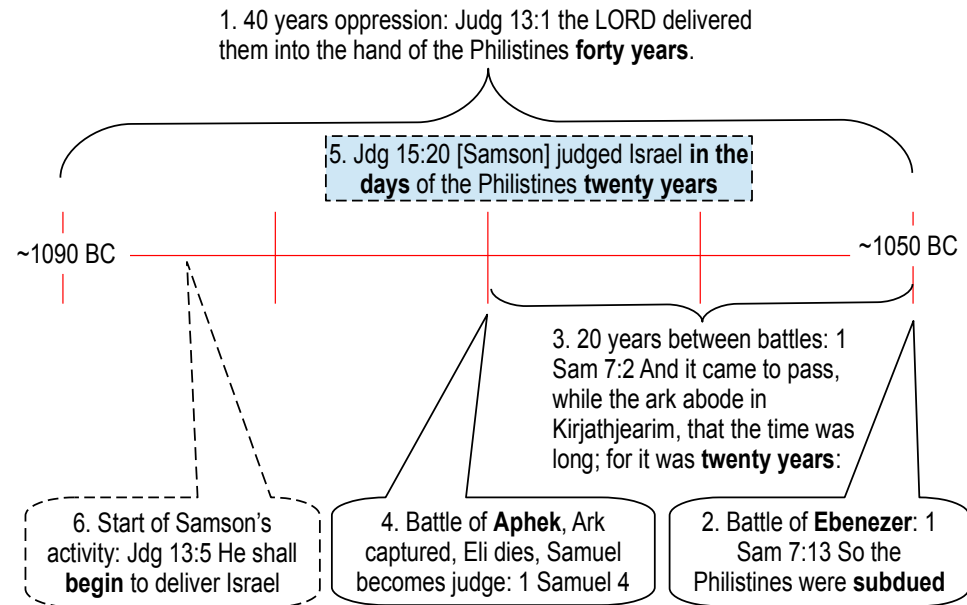 1. 40 years oppression: Judg 13:1 the LORD delivered
them into the hand of the Philistines forty years.
5. Jdg 15:20 [Samson] judged Israel in the
days of the Philistines twenty years
~1090 BC
~1050 BC
3. 20 years between battles: 1
Sam 7:2 And it came to pass,
while the ark abode in
Kirjathjearim, that the time was
long; for it was twenty years:
6. Start of Samson’s
activity: Jdg 13:5 He shall
begin to deliver Israel
4. Battle of Aphek, Ark
captured, Eli dies, Samuel
becomes judge: 1 Samuel 4
2. Battle of Ebenezer: 1
Sam 7:13 So the
Philistines were subdued